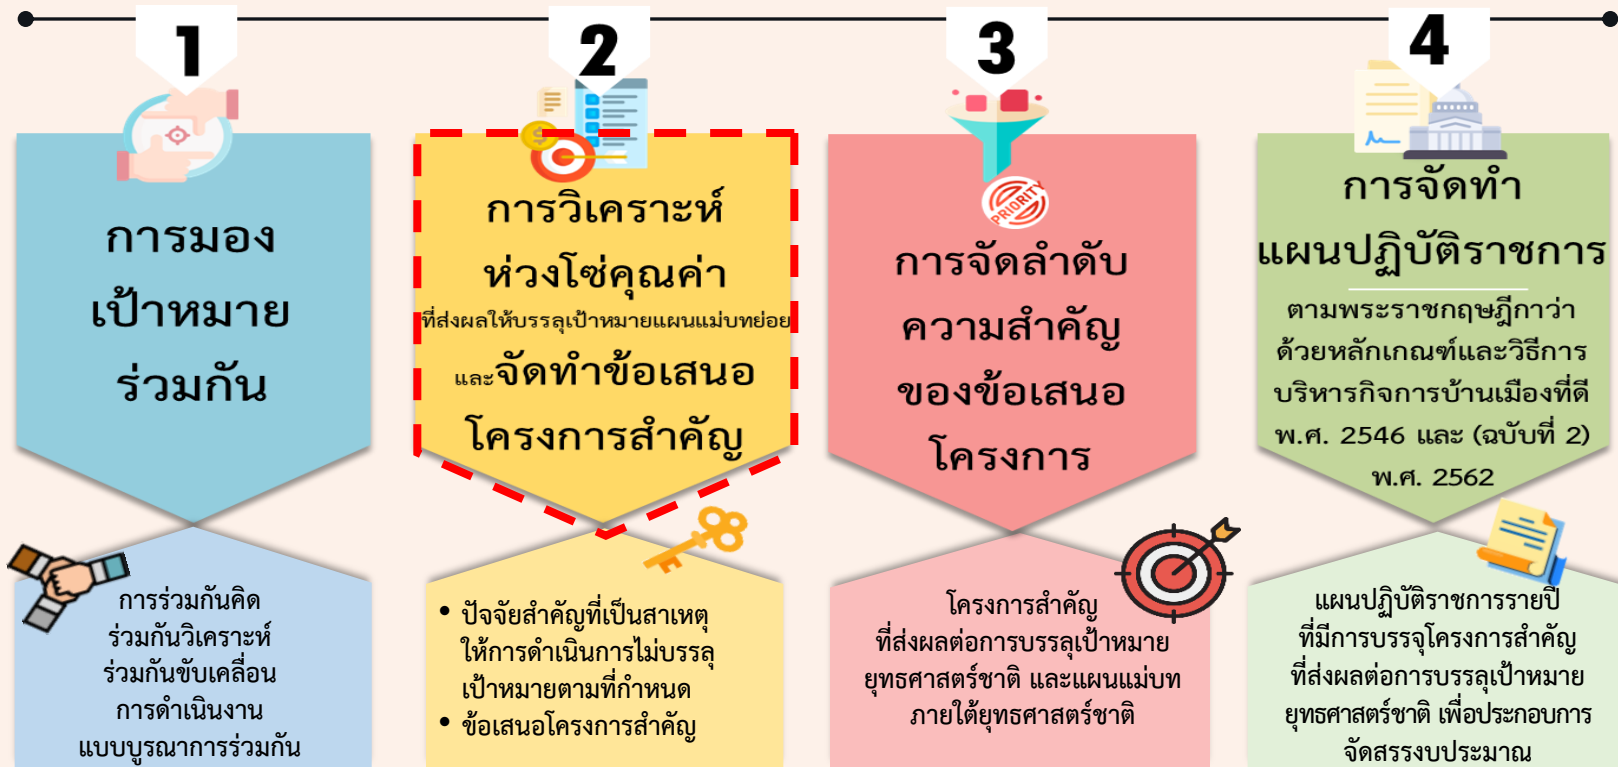 1
การมอง
เป้าหมาย
ร่วมกัน
การร่วมกันคิด
ร่วมกันวิเคราะห์
ร่วมกันขับเคลื่อน
การดำเนินงาน
แบบบูรณาการร่วมกัน
2
การวิเคราะห์
ห่วงโซ่คุณค่า
ที่ส่งผลให้บรรลุเป้าหมายแผนแม่บทย่อย
และจัดทำข้อเสนอ
โครงการสำคัญ
• ปัจจัยสำคัญที่เป็นสาเหตุ
ให้การดำเนินการไม่บรรลุ
เป้าหมายตามที่กำหนด
• ข้อเสนอโครงการสำคัญ
3
PRIORITY
การจัดลำดับ
ความสำคัญ
ของข้อเสนอ
โครงการ
โครงการสำคัญ
ที่ส่งผลต่อการบรรลุเป้าหมาย
ยุทธศาสตร์ชาติ และแผนแม่บท
ภายใต้ยุทธศาสตร์ชาติ
4
การจัดทำ
แผนปฏิบัติราชการ
ตามพระราชกฤษฎีกาว่า
ด้วยหลักเกณฑ์และวิธีการ
บริหารกิจการบ้านเมืองที่ดี
พ.ศ. 2546 และ (ฉบับที่ 2)
พ.ศ. 2562
แผนปฏิบัติราชการรายปี
ที่มีการบรรจุโครงการสำคัญ
ที่ส่งผลต่อการบรรลุเป้าหมาย
ยุทธศาสตร์ชาติ เพื่อประกอบการ
จัดสรรงบประมาณ